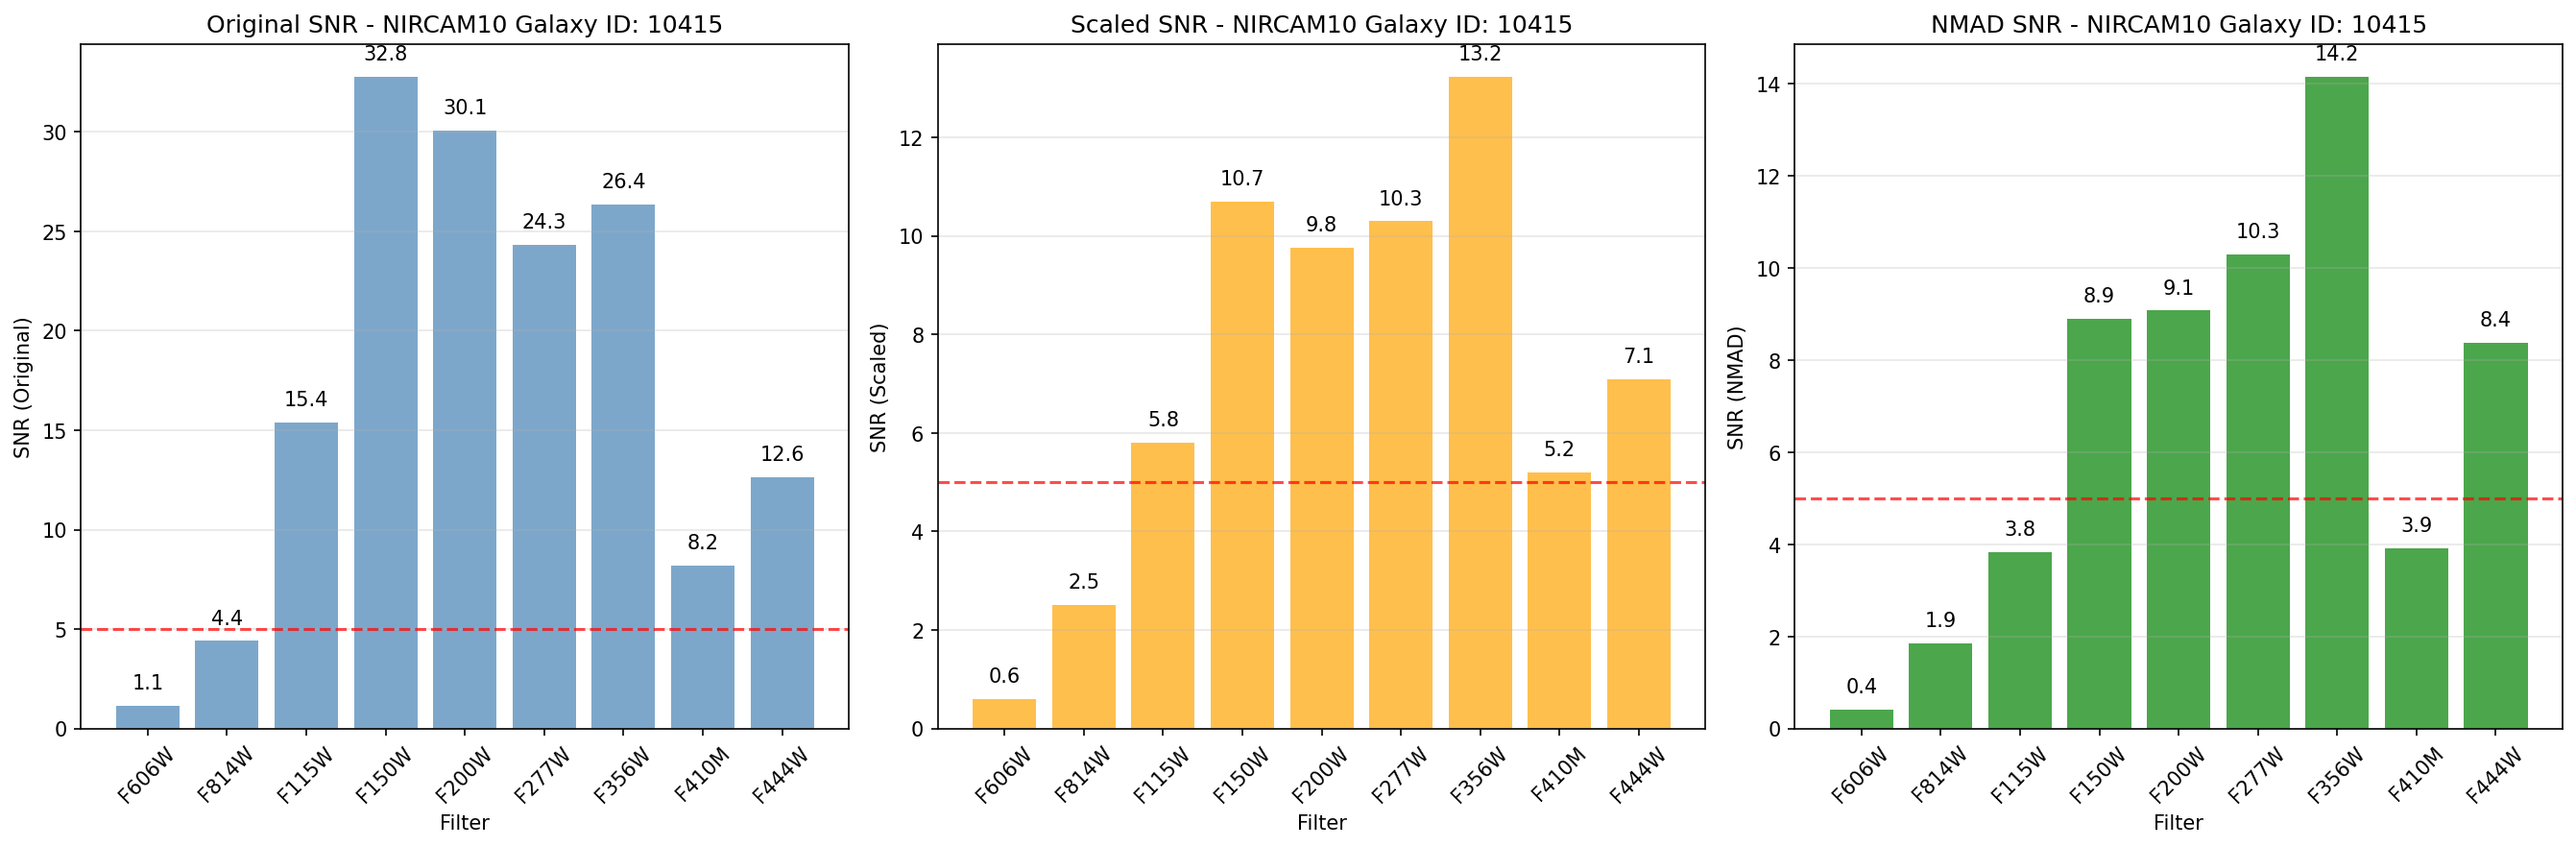 Original SNR - NIRCAM10 Galaxy ID: 10415
SNR (Original)
30
25
20
15
10
5
0
1.1
4.4
15.4
32.8
30.1
24.3
26.4
8.2
12.6
F606W
F814W
F115W
F150W
F200W
F277W
F356W
F410M
F444W
Filter
Scaled SNR - NIRCAM10 Galaxy ID: 10415
SNR (Scaled)
12
10
8
6
4
2
0
0.6
2.5
5.8
10.7
9.8
10.3
13.2
5.2
7.1
F606W
F814W
F115W
F150W
F200W
F277W
F356W
F410M
F444W
Filter
NMAD SNR - NIRCAM10 Galaxy ID: 10415
SNR (NMAD)
14
12
10
8
6
4
2
0
0.4
1.9
3.8
8.9
9.1
10.3
14.2
3.9
8.4
F606W
F814W
F115W
F150W
F200W
F277W
F356W
F410M
F444W
Filter